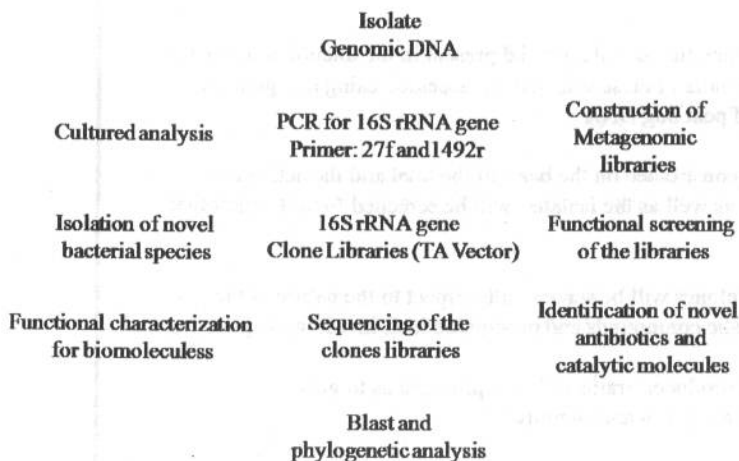 Isolate
Genomic DNA
Cultured analysis
PCR for 16S rRNA gene
Primer: 27f and1492r
Construction of
Metagenomic
libraries
Isolation of novel
bacterial species
16S rRNA gene
Clone Libraries (TA Vector)
Functional screening
of the libraries
Functional characterization
for biomoleculess
Sequencing of the
clones libraries
Identification of novel
antibiotics and
catalytic molecules
Blast and
phylogenetic analysis